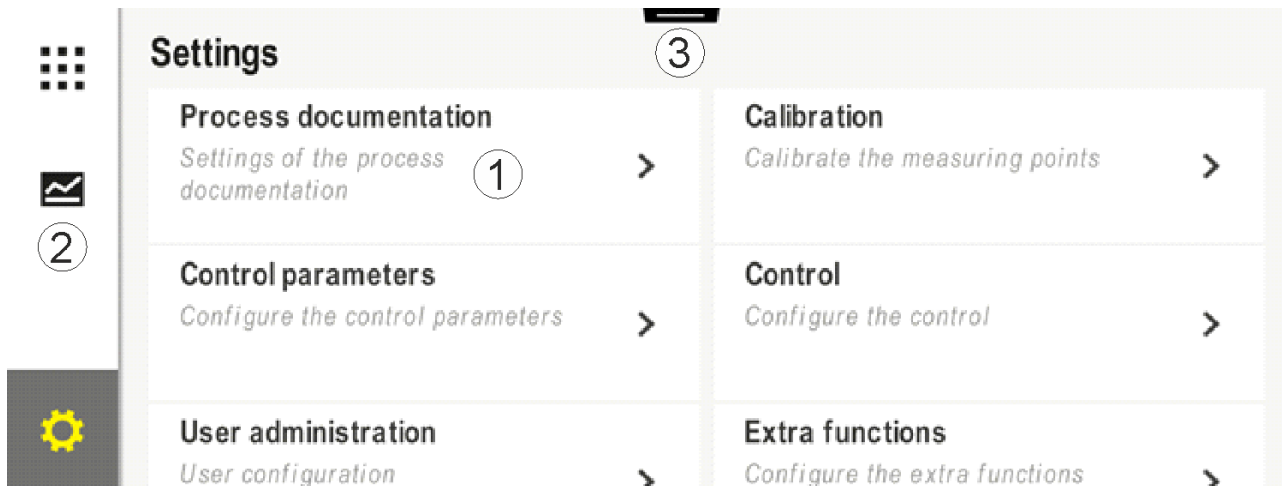 Settings
3
Process documentation
Settings of the process
documentation
1
Calibration
Calibrate the measuring points
2
Control parameters
Configure the control parameters
Control
Configure the control
User administration
User configuration
Extra functions
Configure the extra functions